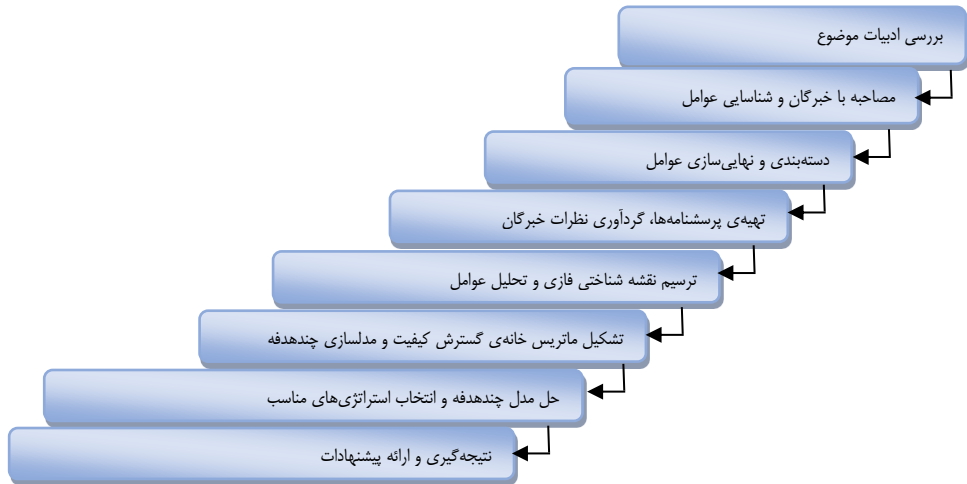 بررسی ادبیات موضوع
مصاحبه با خبرگان و شناسایی عوامل
دسته‌بندی و نهایی‌سازی عوامل
تهیه‌ی پرسشنامه‌ها، گردآوری نظرات خبرگان
ترسیم نقشه شناختی فازی و تحلیل عوامل
تشکیل ماتریس خانه‌ی گسترش کیفیت و مدلسازی چندهدفه
حل مدل چندهدفه و انتخاب استراتژی‌های مناسب
نتیجه‌گیری و ارائه پیشنهادات